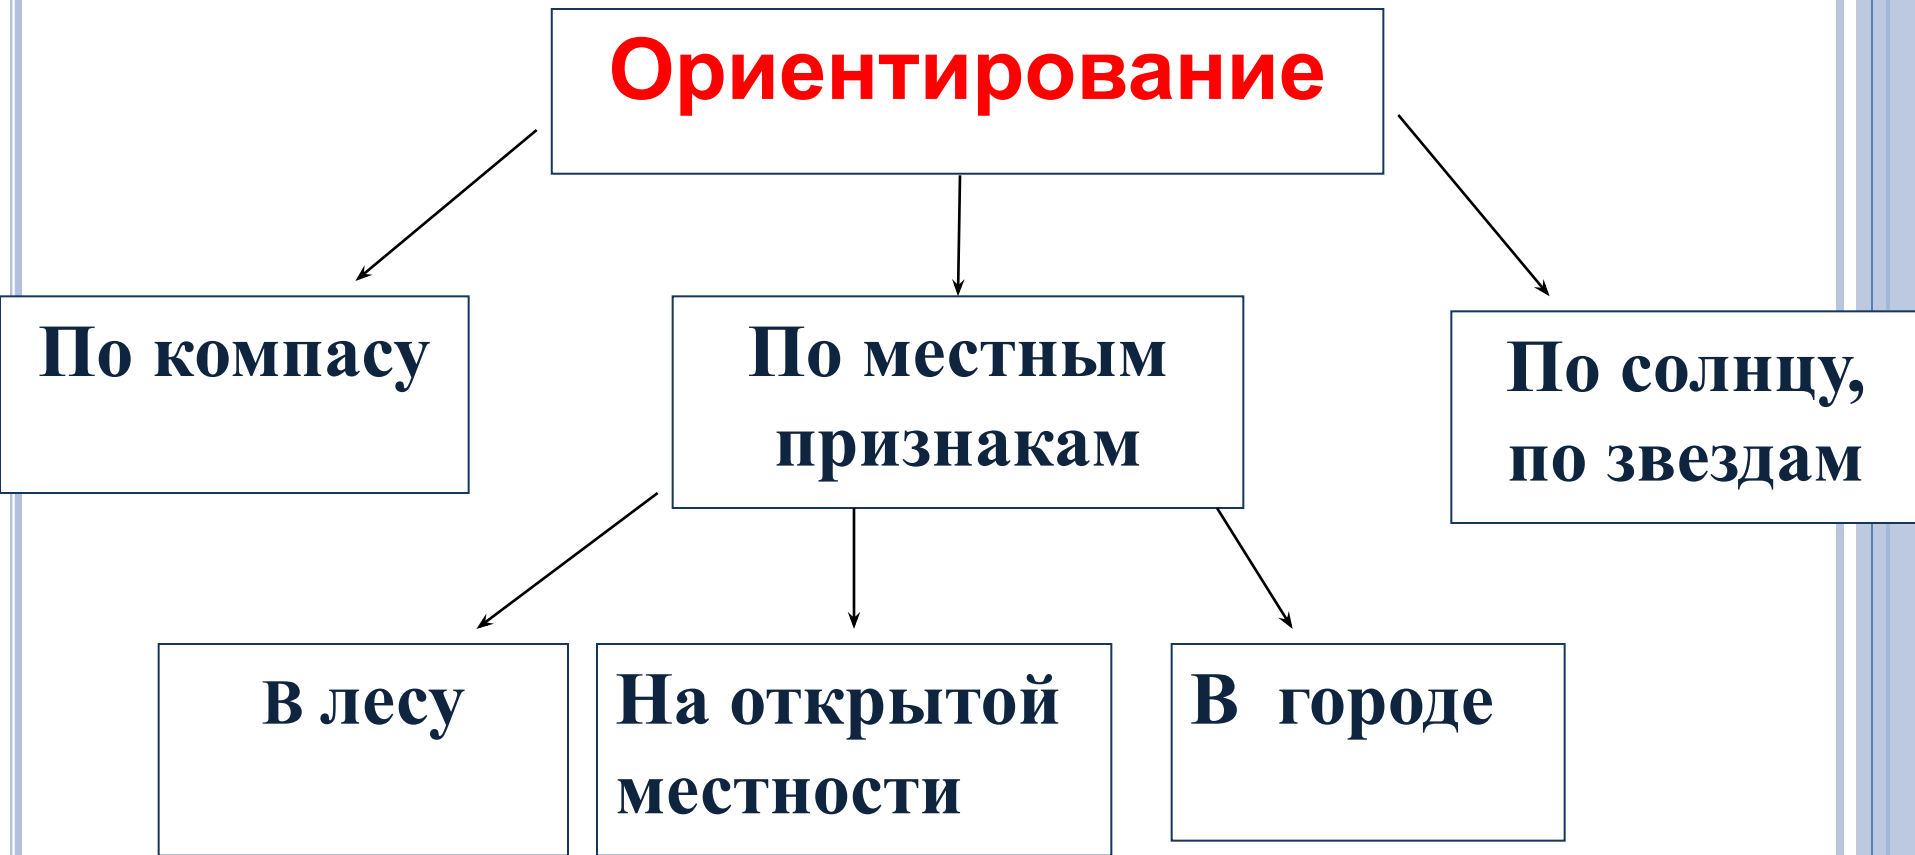 Ориентирование
По компасу
По местным
признакам
По солнцу,
по звездам
В лесу
На открытой
местности
В городе